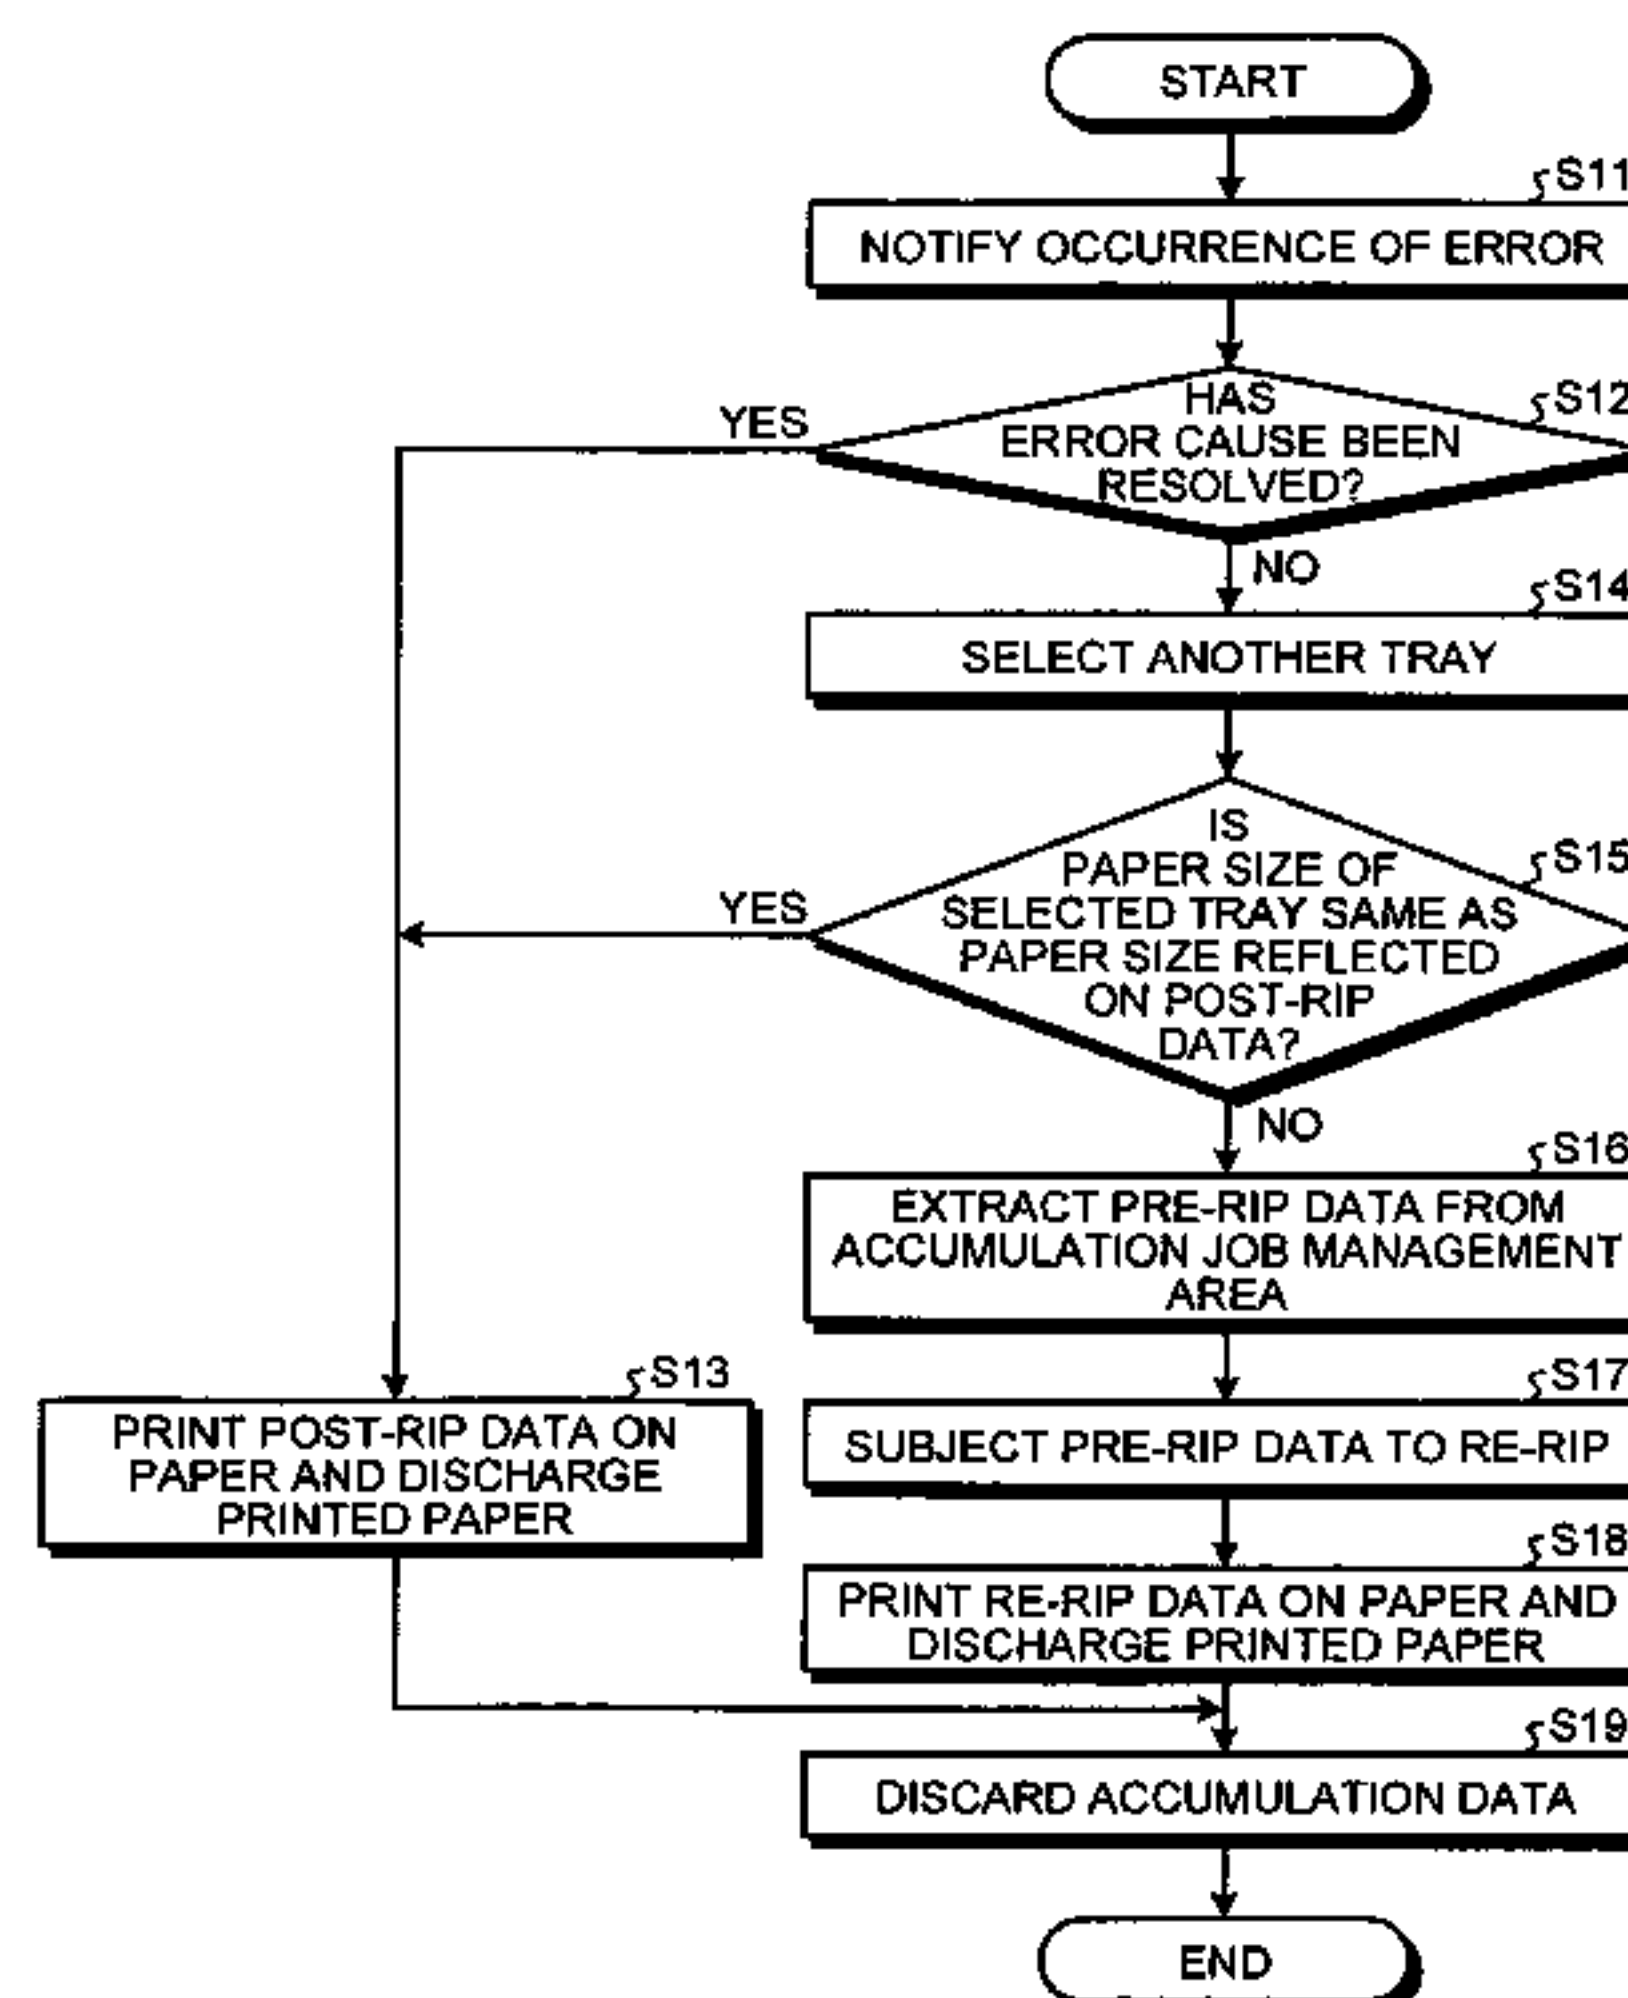 START
S11
NOTIFY OCCURRENCE OF ERROR
S12
HAS
ERROR CAUSE BEEN
RESOLVED?
YES
NO
S14
SELECT ANOTHER TRAY
S15
IS
PAPER SIZE OF
SELECTED TRAY SAME AS
PAPER SIZE REFLECTED
ON POST-RIP
DATA?
YES
NO
S16
EXTRACT PRE-RIP DATA FROM
ACCUMULATION JOB MANAGEMENT
AREA
S13
PRINT POST-RIP DATA ON
PAPER AND DISCHARGE
PRINTED PAPER
S17
SUBJECT PRE-RIP DATA TO RE-RIP
S18
PRINT RE-RIP DATA ON PAPER AND
DISCHARGE PRINTED PAPER
S19
DISCARD ACCUMULATION DATA
END